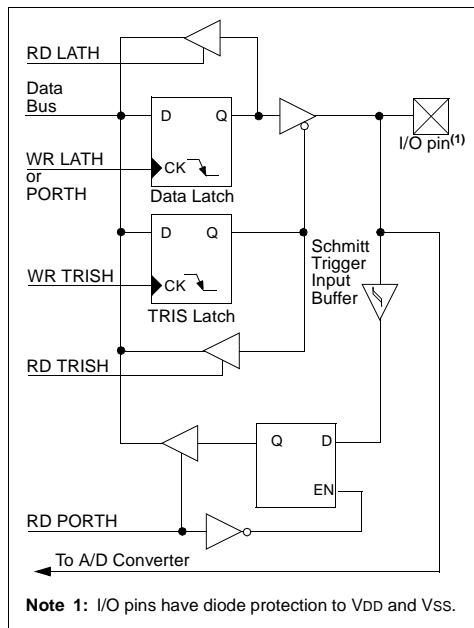 RD LATH
Data
Bus
D Q
I/O pin(1)
WR LATH
or
PORTH
CK
Data Latch
D Q
Schmitt
Trigger
Input
Buffer
WR TRISH
CK
TRIS Latch
RD TRISH
Q D
EN
RD PORTH
To A/D Converter
Note 1: I/O pins have diode protection to VDD and VSS.